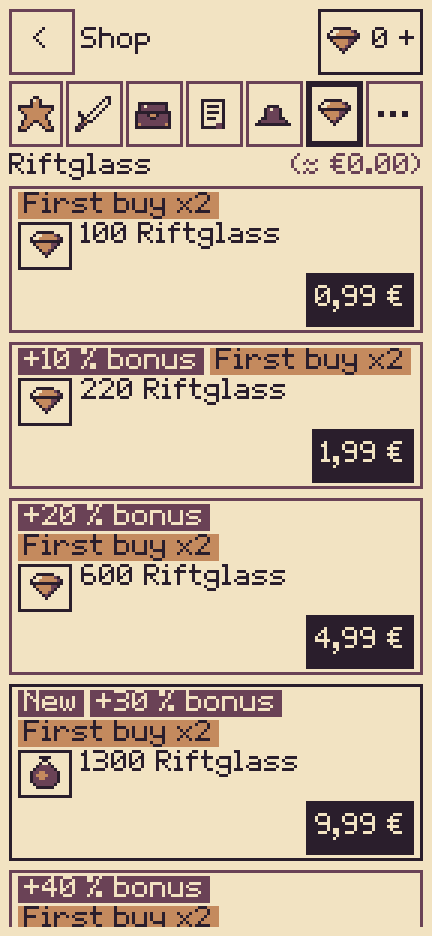 Shop
0 +
Riftglass (≈ €0.00)
First buy x2
100 Riftglass
0,99 €
+10 % bonus First buy x2
220 Riftglass
1,99 €
+20 % bonus
First buy x2
600 Riftglass
4,99 €
New +30 % bonus
First buy x2
1300 Riftglass
9,99 €
+40 % bonus
First buy x2